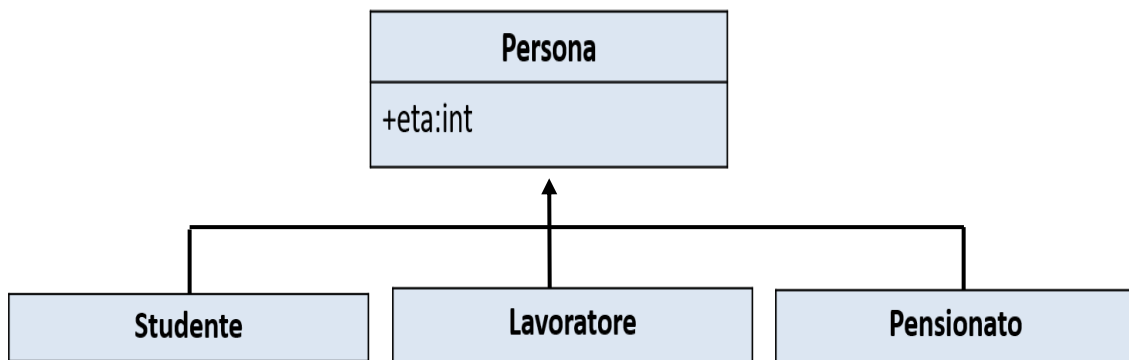 Persona
+eta:int
Studente
Lavoratore
Pensionato